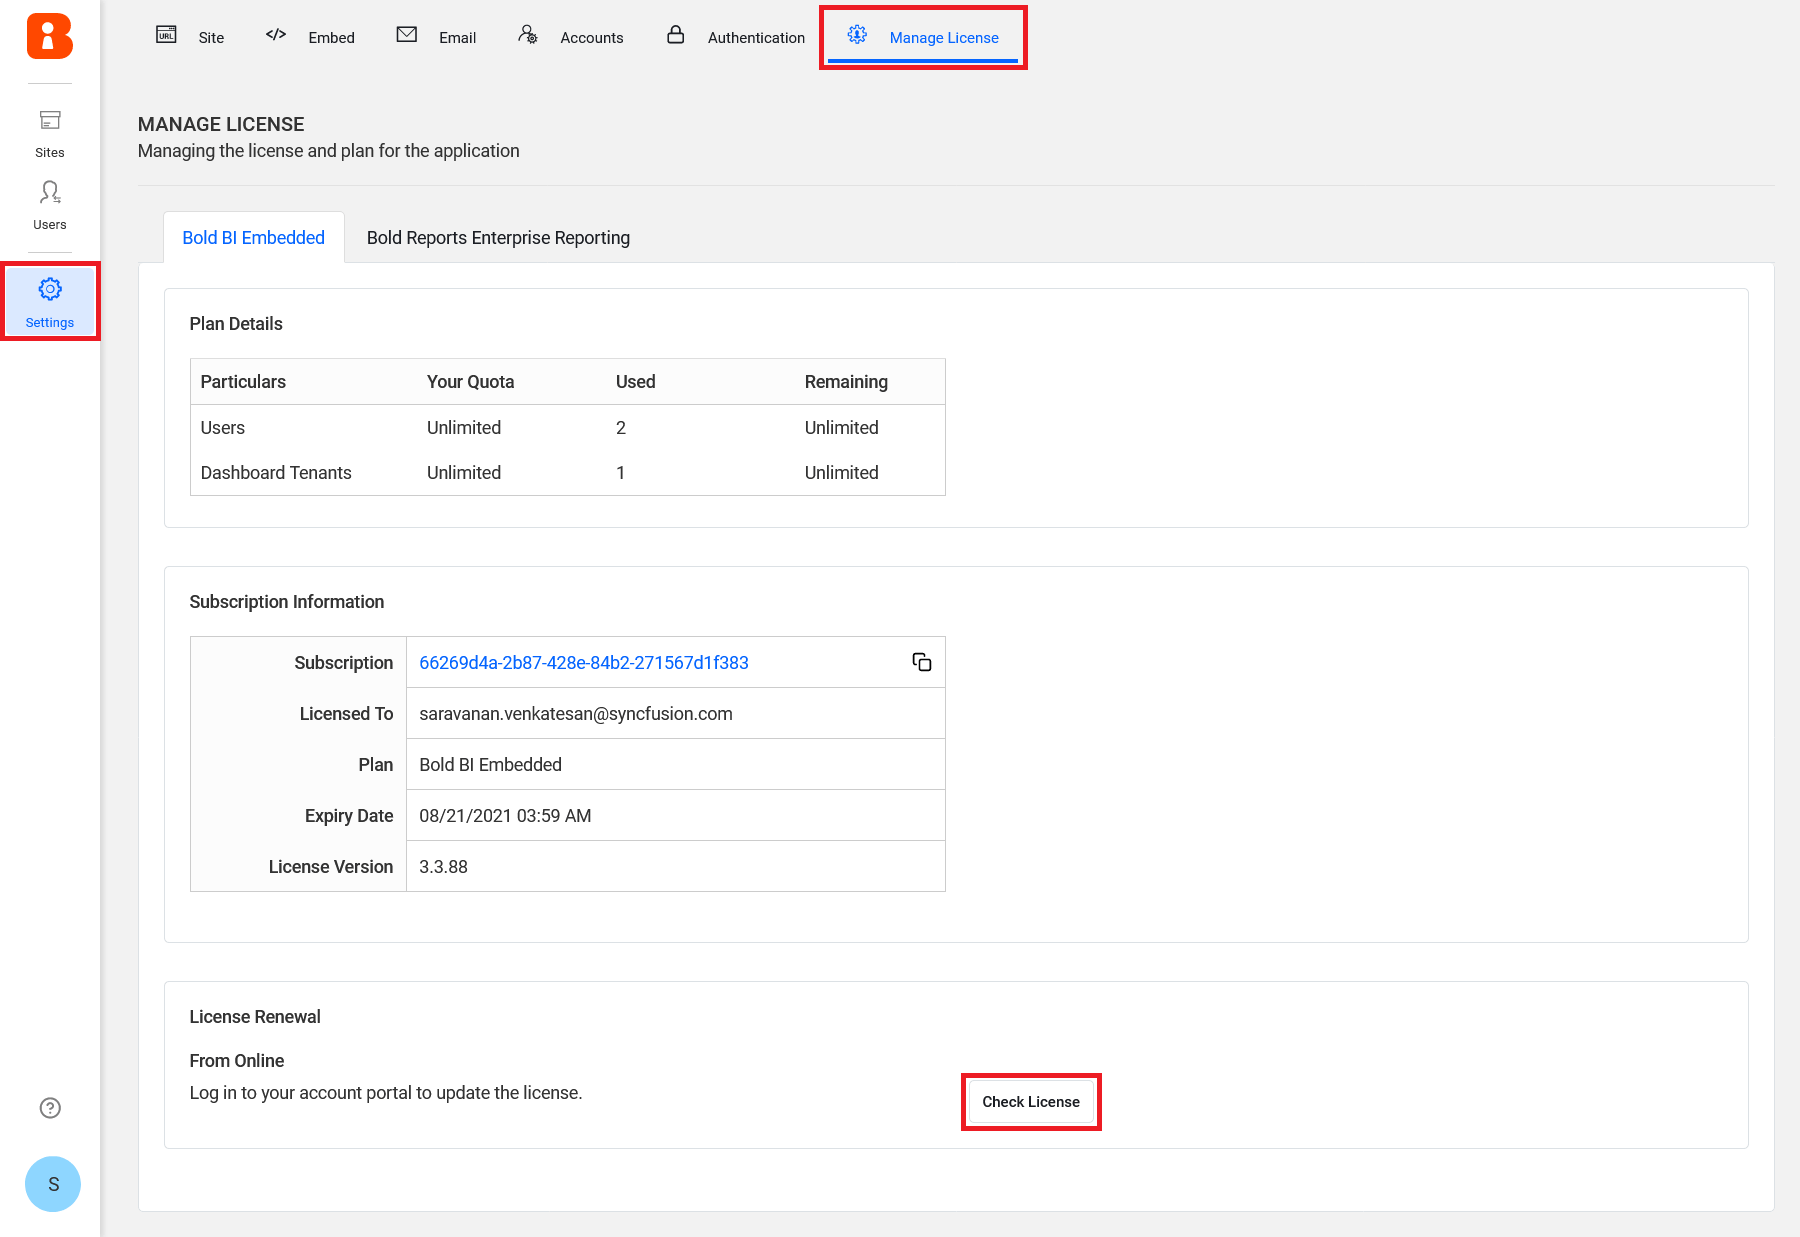 URL
Site
</>
Embed
Email
Accounts
Authentication
Manage License
Sites
Users
Settings
MANAGE LICENSE
Managing the license and plan for the application
Bold BI Embedded
Bold Reports Enterprise Reporting
Plan Details
Particulars Your Quota Used Remaining
Users Unlimited 2 Unlimited
Dashboard Tenants Unlimited 1 Unlimited
Subscription Information
Subscription 66269d4a-2b87-428e-84b2-271567d1f383
Licensed To saravanan.venkatesan@syncfusion.com
Plan Bold BI Embedded
Expiry Date 08/21/2021 03:59 AM
License Version 3.3.88
License Renewal
From Online
Log in to your account portal to update the license.
Check License
?
S